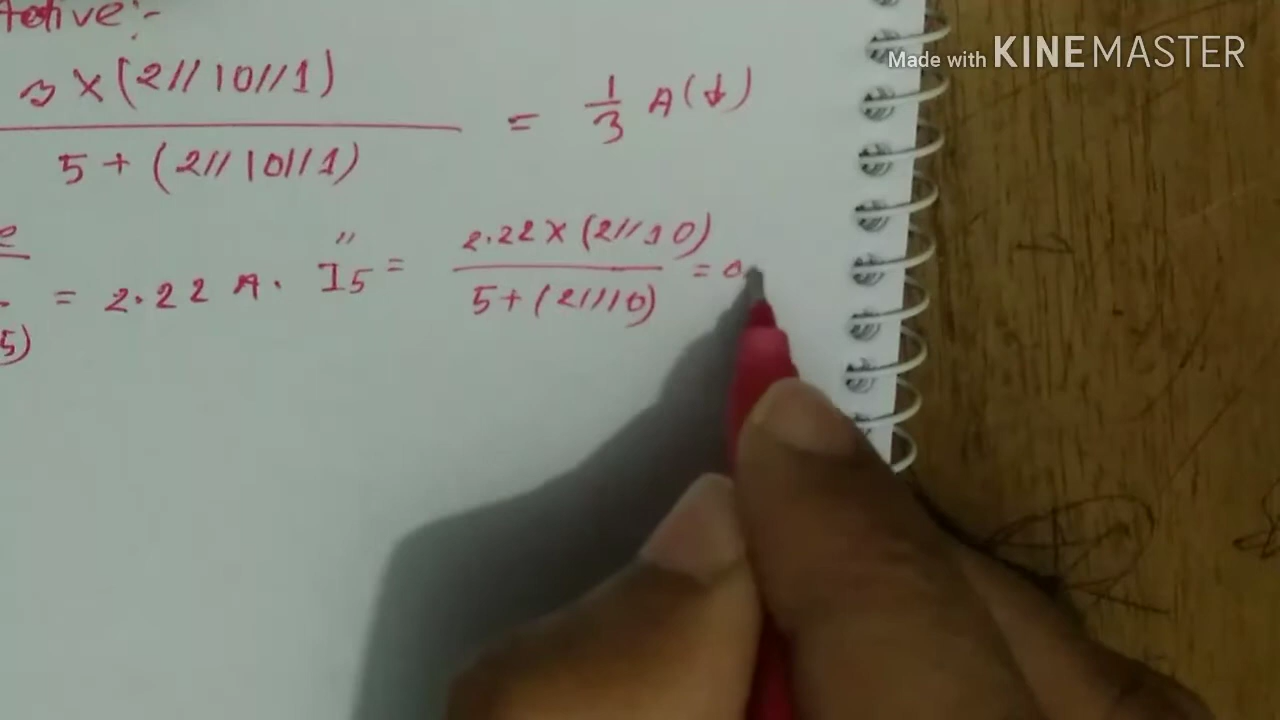 Active:-
Made with KINEMASTER
3 × (2//10//1)
5 + (2//10//1)
= 1/3 A(↓)
= 2.22 A.
I5'' =
2.22 × (2//10)
5 + (2//10)
= 0.
5)